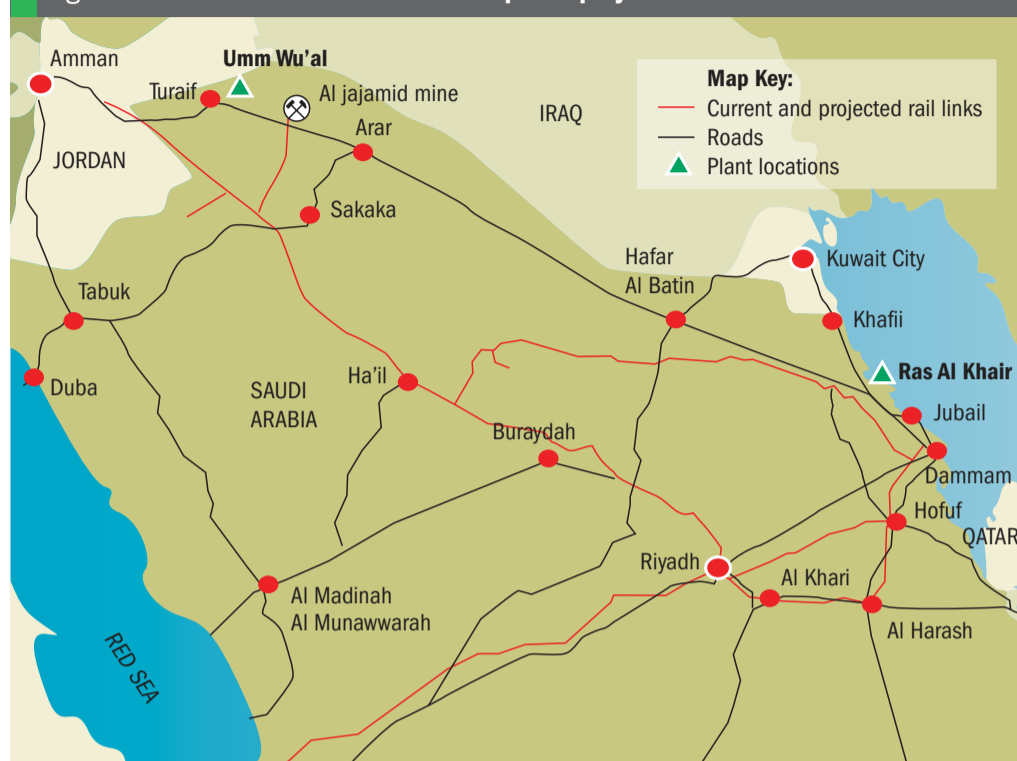 Amman
Umm Wu'al
Turaif
Al jajamid mine
Arar
IRAQ
Map Key:
Current and projected rail links
Roads
Plant locations
JORDAN
Sakaka
Hafar
Al Batin
Kuwait City
Tabuk
Khafii
Duba
SAUDI
ARABIA
Ha'il
Ras Al Khair
Jubail
Buraydah
Dammam
Hofuf
QATAR
Riyadh
Al Khari
Al Madinah
Al Munawwarah
Al Harash
RED SEA